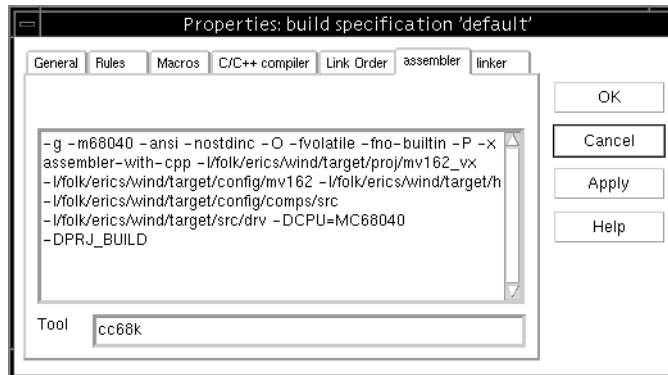 Properties: build specification 'default'
General Rules Macros C/C++ compiler Link Order assembler linker
OK
Cancel
Apply
Help
-g -m68040 -ansi -nostdinc -O -fvolatile -fno-builtin -P -x
assembler-with-cpp -I/folk/erics/wind/target/proj/mv162_vx
-I/folk/erics/wind/target/config/mv162 -I/folk/erics/wind/target/h
-I/folk/erics/wind/target/config/comps/src
-I/folk/erics/wind/target/src/drv -DCPU=MC68040
-DPRJ_BUILD
Tool cc68k